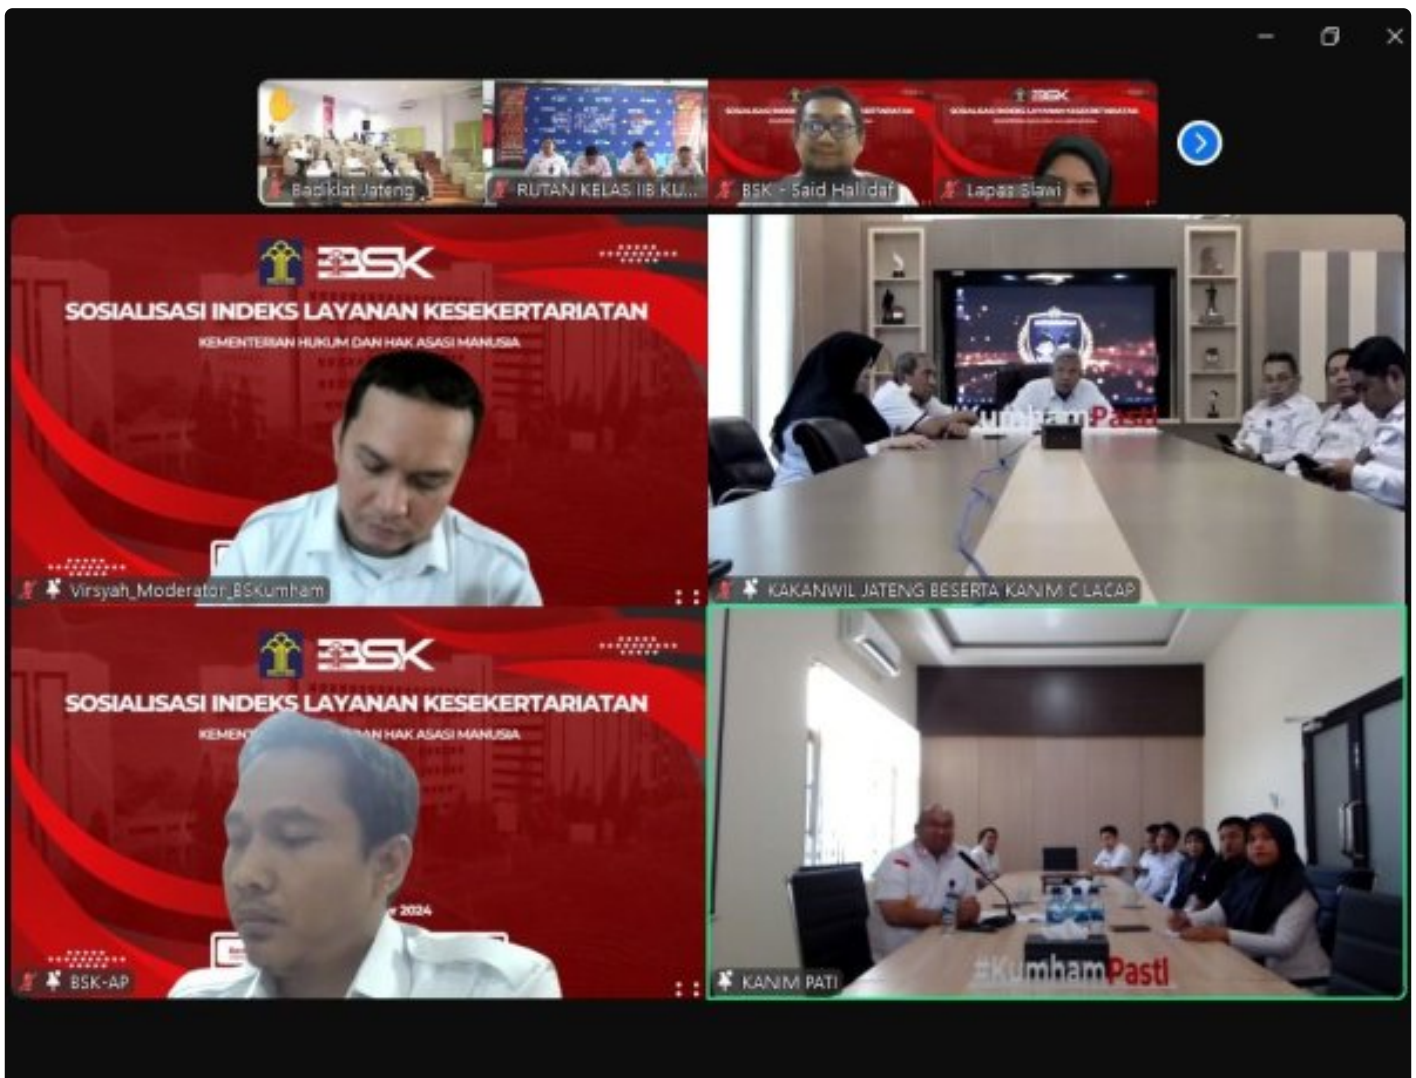 Badiklat Jateng
RUTAN KELAS IIB KU...
BSK - Said Hallidaf
Lapas Slawi
BSK
SOSIALISASI INDEKS LAYANAN KESEKERTARIATAN
KEMENTERIAN HUKUM DAN HAK ASASI MANUSIA
Virsyah_Moderator_BSKumham
#KumhamPasti
KAKANWIL JATENG BESERTA KANIM CILACAP
BSK
SOSIALISASI INDEKS LAYANAN KESEKERTARIATAN
HAK ASASI MANUSIA
2024
BSK-AP
#KumhamPasti
KANIM PATI